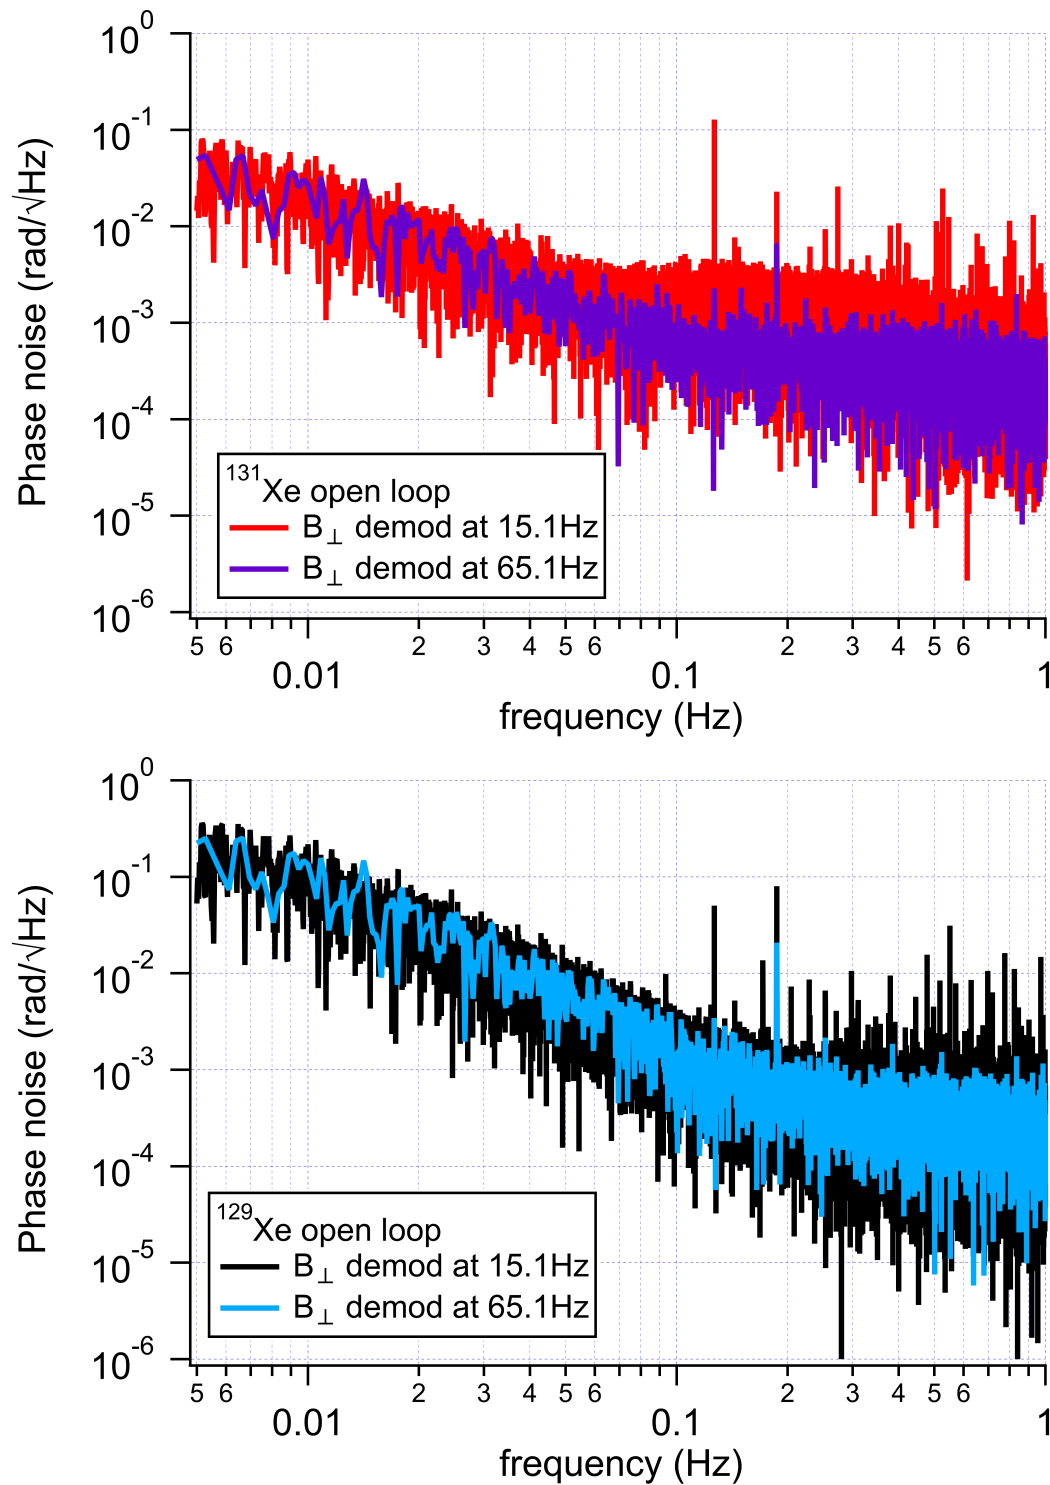 10^0
10^-1
10^-2
10^-3
10^-4
10^-5
10^-6
Phase noise (rad/√Hz)
131Xe open loop
B⊥ demod at 15.1Hz
B⊥ demod at 65.1Hz
5 6 2 3 4 5 6 2 3 4 5 6
0.01 0.1 1
frequency (Hz)
10^0
10^-1
10^-2
10^-3
10^-4
10^-5
10^-6
Phase noise (rad/√Hz)
129Xe open loop
B⊥ demod at 15.1Hz
B⊥ demod at 65.1Hz
5 6 2 3 4 5 6 2 3 4 5 6
0.01 0.1 1
frequency (Hz)